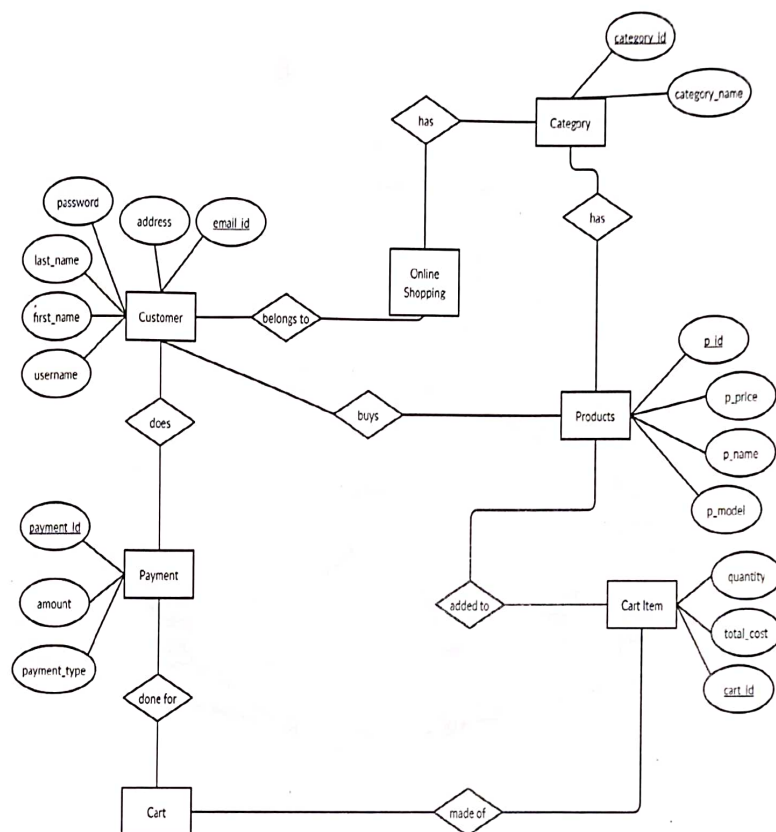 category_id
category_name
has
Category
password
address
email_id
has
last_name
Online
Shopping
first_name
Customer
belongs to
p_id
username
p_price
does
buys
Products
p_name
p_model
payment_id
quantity
Payment
added to
Cart Item
amount
total_cost
payment_type
cart_id
done for
Cart
made of